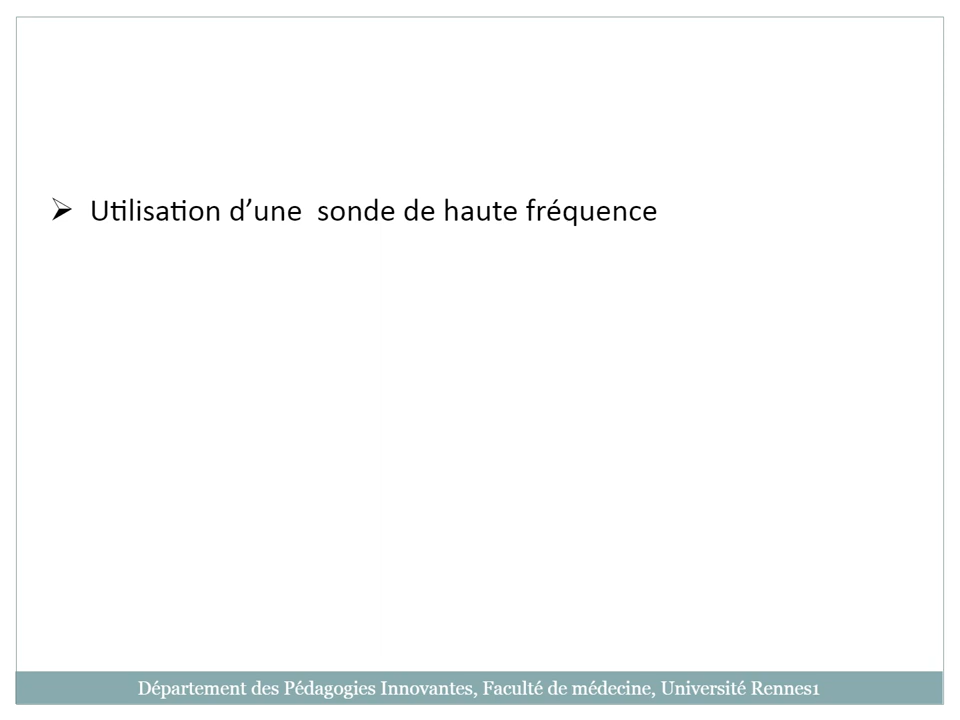 ➢ Utilisation d’une  sonde de haute fréquence
Département des Pédagogies Innovantes, Faculté de médecine, Université Rennes1